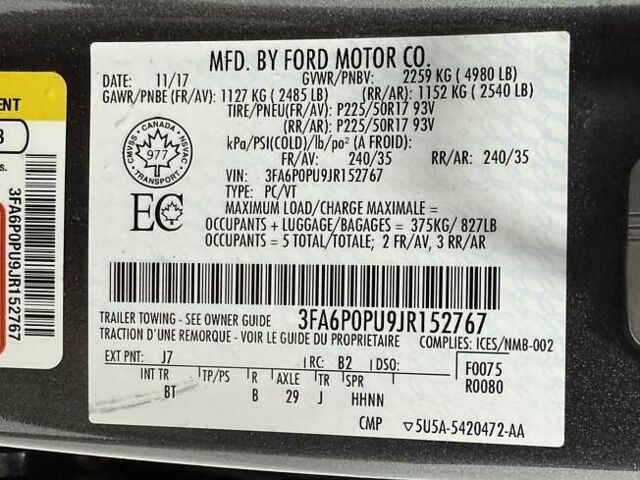 MFD. BY FORD MOTOR CO.
DATE: 11/17 GVWR/PNBV: 2259 KG ( 4980 LB)
GAWR/PNBE (FR/AV): 1127 KG ( 2485 LB) (RR/AR): 1152 KG ( 2540 LB)
TIRE/PNEU(FR/AV): P225/50R17 93V
(RR/AR): P225/50R17 93V
kPa/PSI(COLD)/lb/po² (A FROID):
FR/AV: 240/35 RR/AR: 240/35
VIN: 3FA6P0PU9JR152767
TYPE: PC/VT
MAXIMUM LOAD/CHARGE MAXIMALE =
OCCUPANTS + LUGGAGE/BAGAGES = 375KG/ 827LB
OCCUPANTS = 5 TOTAL/TOTALE; 2 FR/AV, 3 RR/AR
CANADA
CMVSS NSVAC
977
TRANSPORT
EC
TRAILER TOWING - SEE OWNER GUIDE 3FA6P0PU9JR152767
TRACTION D'UNE REMORQUE - VOIR LE GUIDE DU PROPRIETAIRE COMPLIES: ICES/NMB-002
EXT PNT: J7 RC: B2 DSO: F0075
INT TR TP/PS R AXLE TR SPR R0080
BT B 29 J HHNN
CMP ▽5U5A-5420472-AA
3FA6P0PU9JR152767